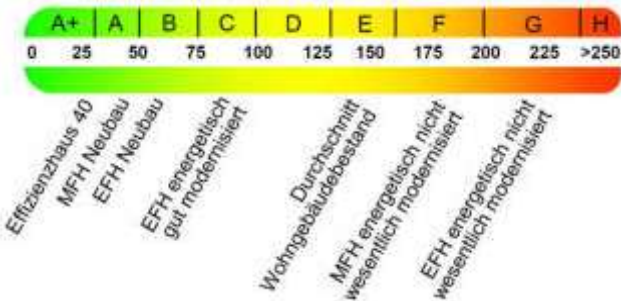 A+ A B C D E F G H
0 25 50 75 100 125 150 175 200 225 >250
Effizienzhaus 40
MFH Neubau
EFH Neubau
EFH energetisch
gut modernisiert
Durchschnitt
Wohngebäudebestand
MFH energetisch nicht
wesentlich modernisiert
EFH energetisch nicht
wesentlich modernisiert